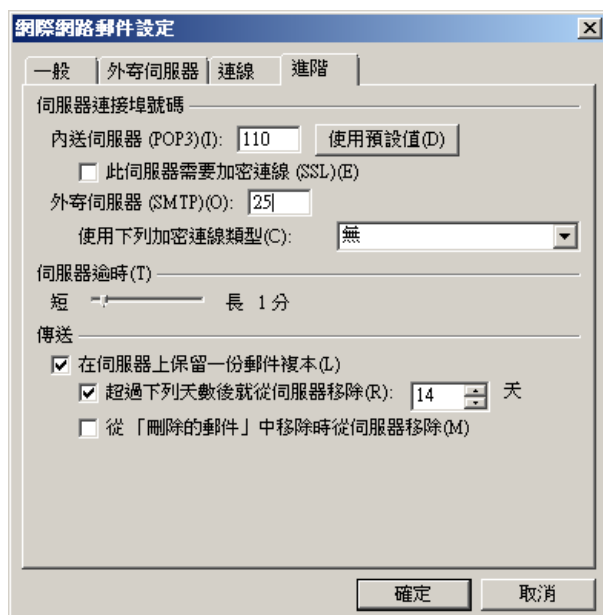 網際網路郵件設定
一般 外寄伺服器 連線 進階
伺服器連接埠號碼
內送伺服器 (POP3)(I): 110 使用預設值(D)
此伺服器需要加密連線 (SSL)(E)
外寄伺服器 (SMTP)(O): 25
使用下列加密連線類型(C): 無
伺服器逾時(T)
短 長 1 分
傳送
在伺服器上保留一份郵件複本(L)
超過下列天數後就從伺服器移除(R): 14 天
從「刪除的郵件」中移除時從伺服器移除(M)
確定 取消